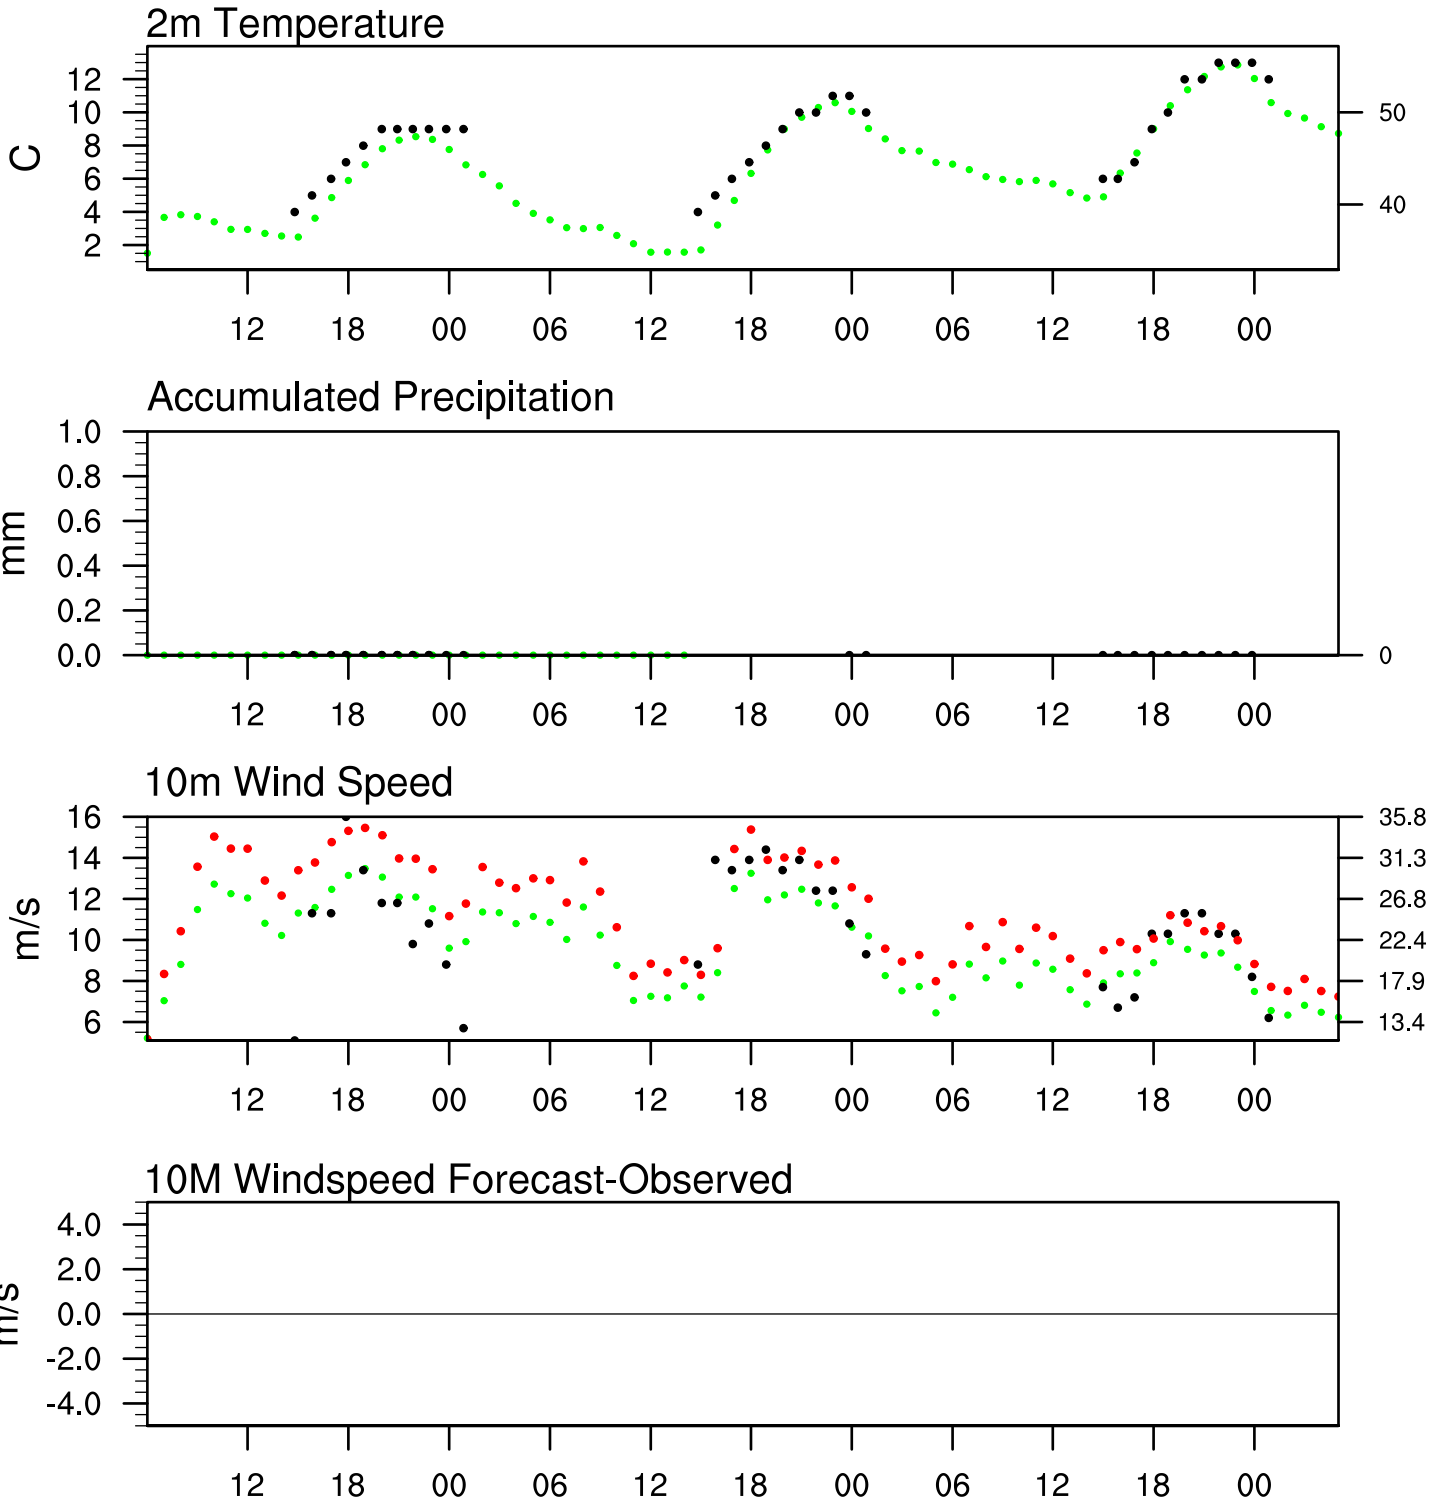 2m Temperature
12
10
8
6
4
2
C
50
40
12 18 00 06 12 18 00 06 12 18 00
Accumulated Precipitation
1.0
0.8
0.6
0.4
0.2
0.0
mm
0
12 18 00 06 12 18 00 06 12 18 00
10m Wind Speed
16
14
12
10
8
6
m/s
35.8
31.3
26.8
22.4
17.9
13.4
12 18 00 06 12 18 00 06 12 18 00
10M Windspeed Forecast-Observed
4.0
2.0
0.0
-2.0
-4.0
m/s
12 18 00 06 12 18 00 06 12 18 00